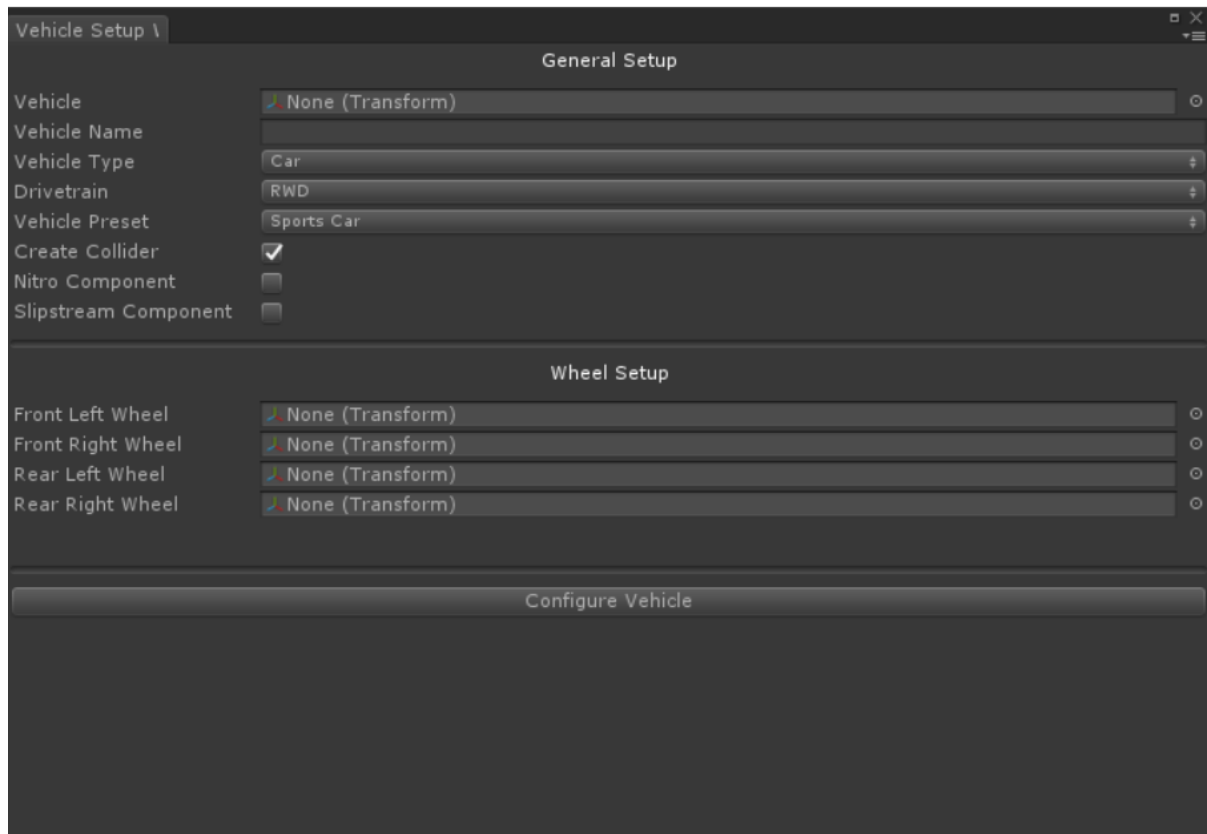 Vehicle Setup \
General Setup
Vehicle None (Transform)
Vehicle Name
Vehicle Type Car
Drivetrain RWD
Vehicle Preset Sports Car
Create Collider
Nitro Component
Slipstream Component
Wheel Setup
Front Left Wheel None (Transform)
Front Right Wheel None (Transform)
Rear Left Wheel None (Transform)
Rear Right Wheel None (Transform)
Configure Vehicle